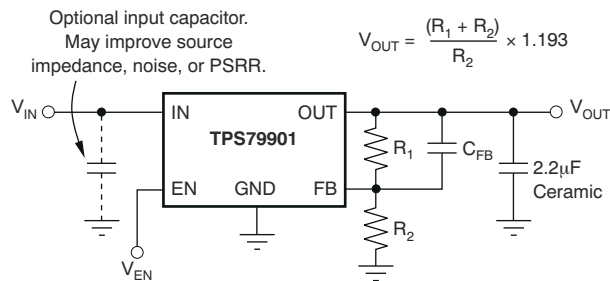 Optional input capacitor.
May improve source
impedance, noise, or PSRR.
V_OUT = (R_1 + R_2) / R_2 × 1.193
V_IN
IN
OUT
V_OUT
TPS79901
R_1
C_FB
2.2μF
Ceramic
EN
GND
FB
R_2
V_EN